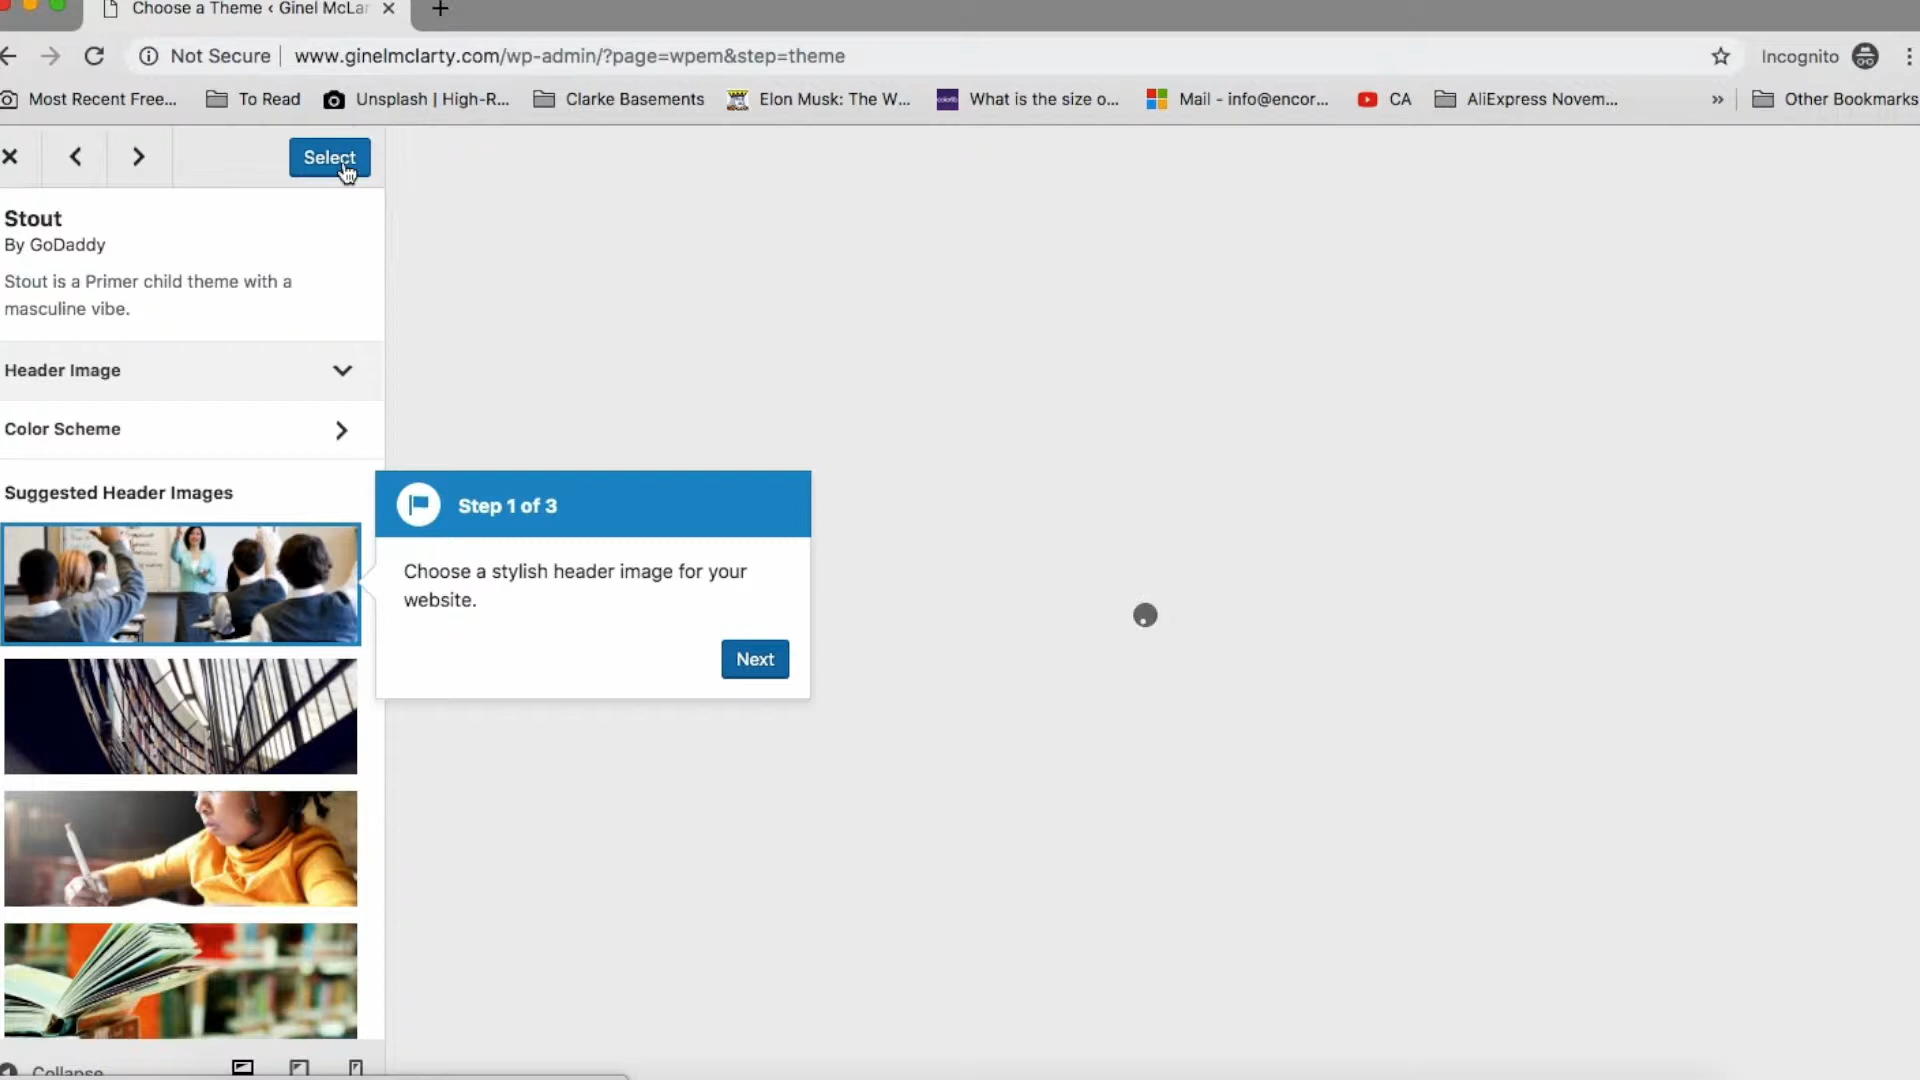 Choose a Theme ‹ Ginel McLar
Not Secure
www.ginelmclarty.com/wp-admin/?page=wpem&step=theme
Incognito
Most Recent Free...
To Read
Unsplash | High-R...
Clarke Basements
Elon Musk: The W...
What is the size o...
Mail - info@encor...
CA
AliExpress Novem...
»
Other Bookmarks
Select
Stout
By GoDaddy
Stout is a Primer child theme with a
masculine vibe.
Header Image
Color Scheme
Suggested Header Images
Step 1 of 3
Choose a stylish header image for your
website.
Next
Collapse